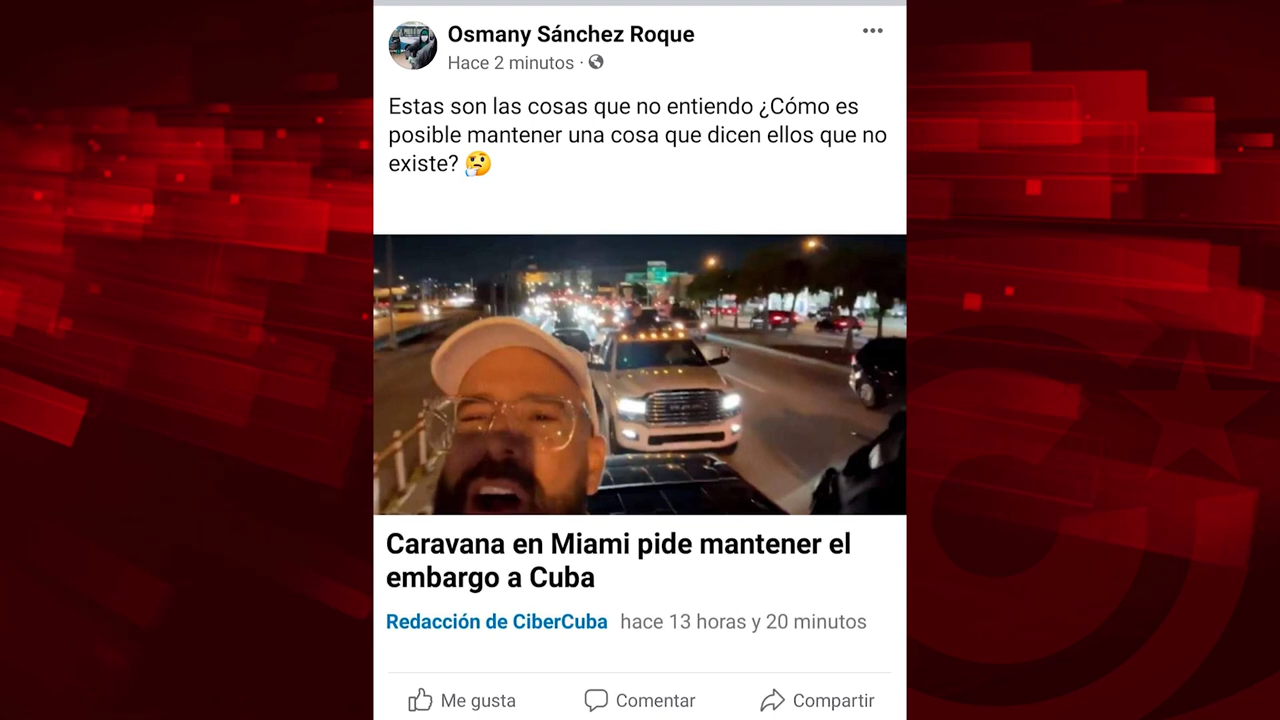 Osmany Sánchez Roque
Hace 2 minutos ·
Estas son las cosas que no entiendo ¿Cómo es
posible mantener una cosa que dicen ellos que no
existe? 🤔
Caravana en Miami pide mantener el
embargo a Cuba
Redacción de CiberCuba hace 13 horas y 20 minutos
Me gusta Comentar Compartir